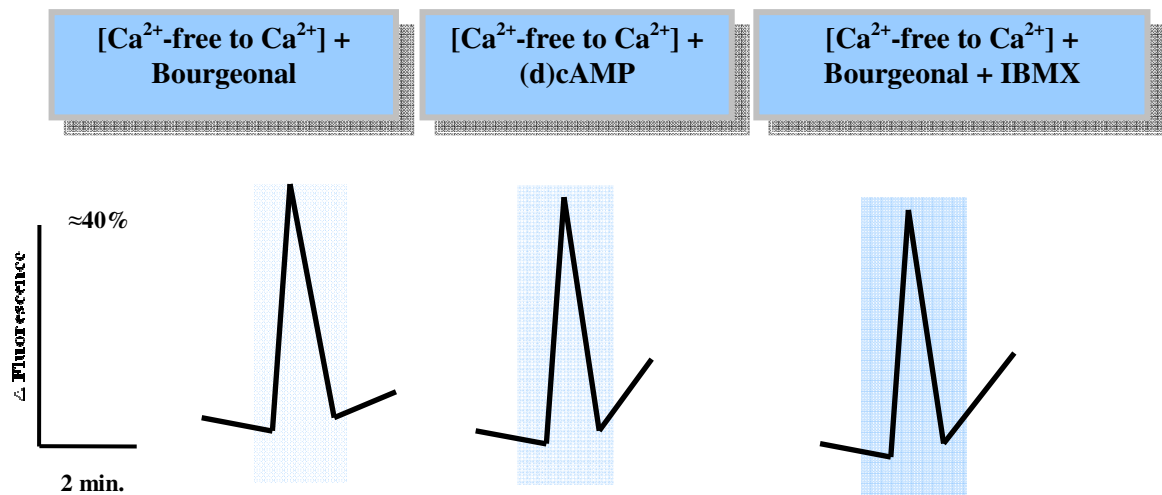 [Ca²⁺-free to Ca²⁺] +
Bourgeonal
[Ca²⁺-free to Ca²⁺] +
(d)cAMP
[Ca²⁺-free to Ca²⁺] +
Bourgeonal + IBMX
≈40%
Δ Fluorescence
2 min.